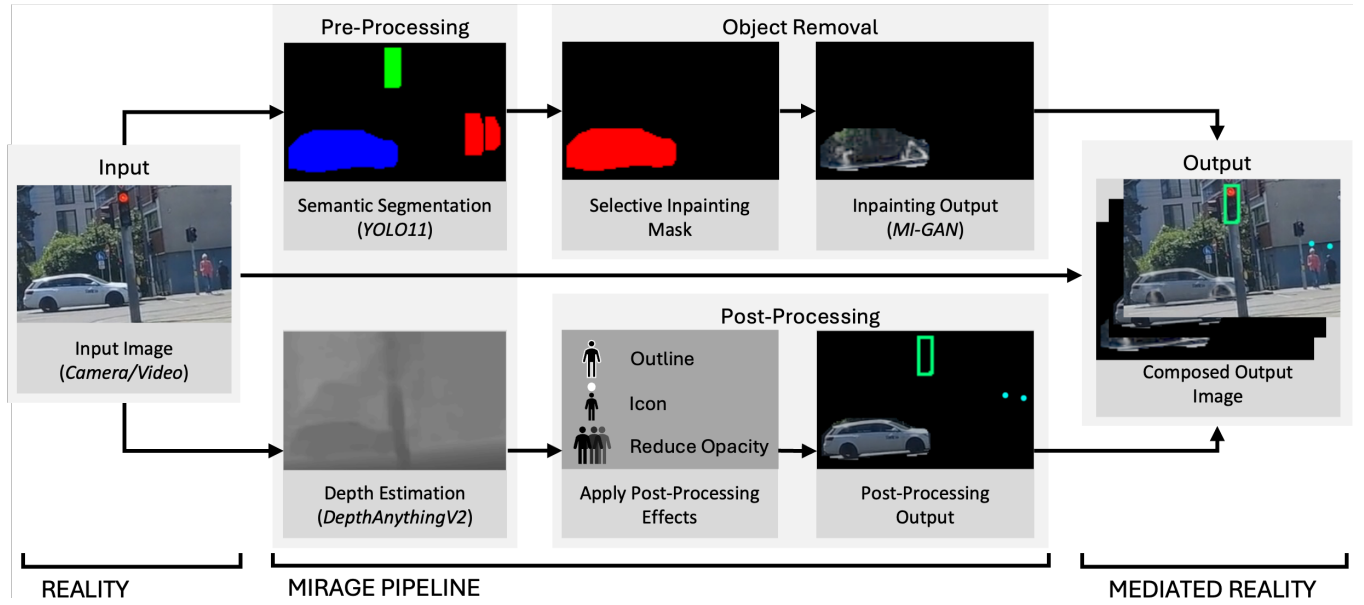 Pre-Processing
Object Removal
Input
Semantic Segmentation
(YOLO11)
Selective Inpainting
Mask
Inpainting Output
(MI-GAN)
Output
Input Image
(Camera/Video)
Post-Processing
Outline
Icon
Reduce Opacity
Depth Estimation
(DepthAnythingV2)
Apply Post-Processing
Effects
Post-Processing
Output
Composed Output
Image
REALITY
MIRAGE PIPELINE
MEDIATED REALITY